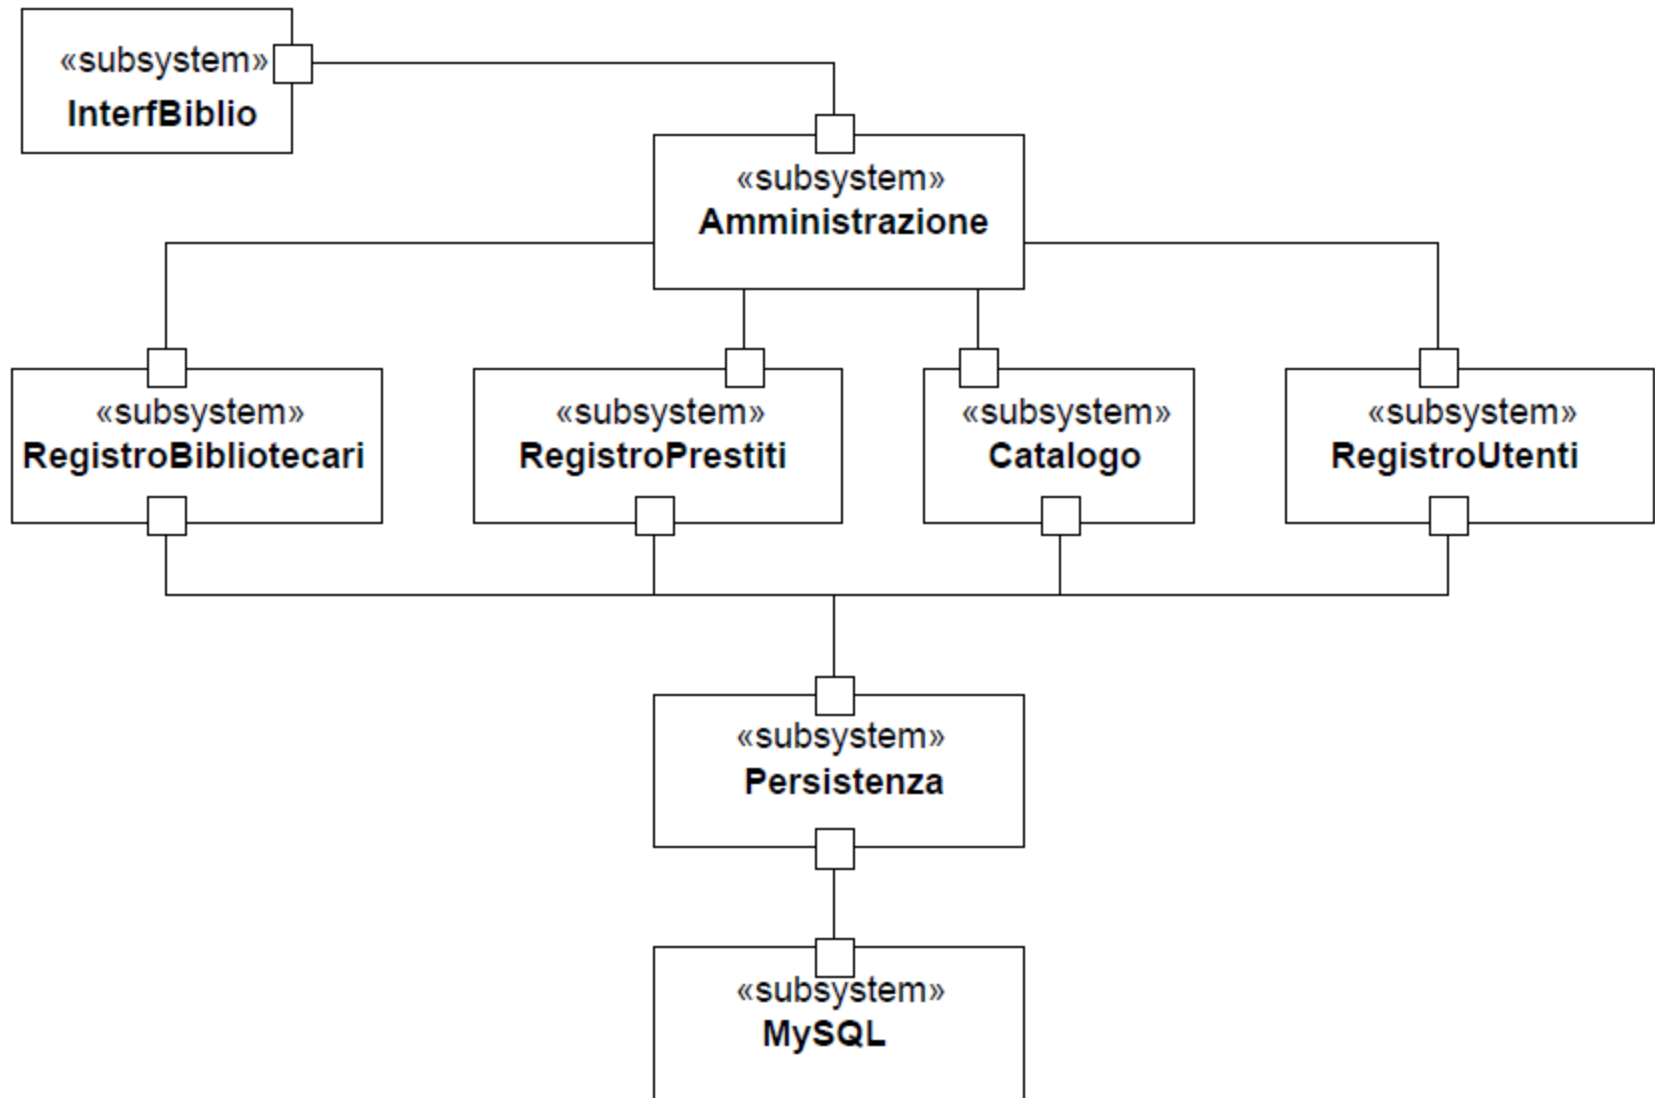 «subsystem»
InterfBiblio
«subsystem»
Amministrazione
«subsystem»
RegistroBibliotecari
«subsystem»
RegistroPrestiti
«subsystem»
Catalogo
«subsystem»
RegistroUtenti
«subsystem»
Persistenza
«subsystem»
MySQL